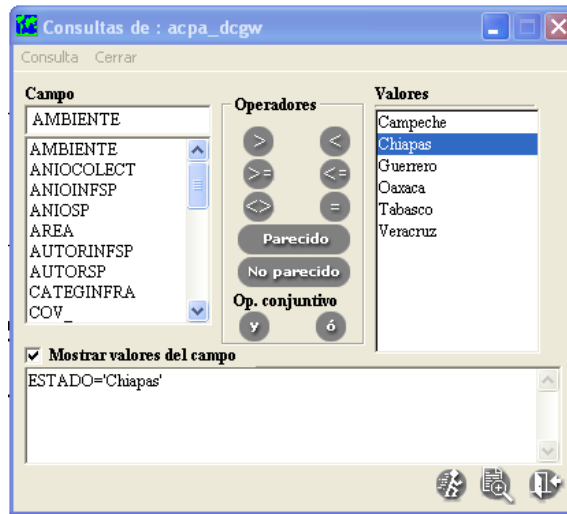 Consultas de : acpa_dcgw
Consulta Cerrar
Campo
AMBIENTE
AMBIENTE
ANIOCOLECT
ANIOINFSP
ANIOSP
AREA
AUTORINFSP
AUTORSP
CATEGINFRA
COV_
Operadores
> <
>= <=
<> =
Parecido
No parecido
Op. conjuntivo
y ó
Valores
Campeche
Chiapas
Guerrero
Oaxaca
Tabasco
Veracruz
Mostrar valores del campo
ESTADO='Chiapas'